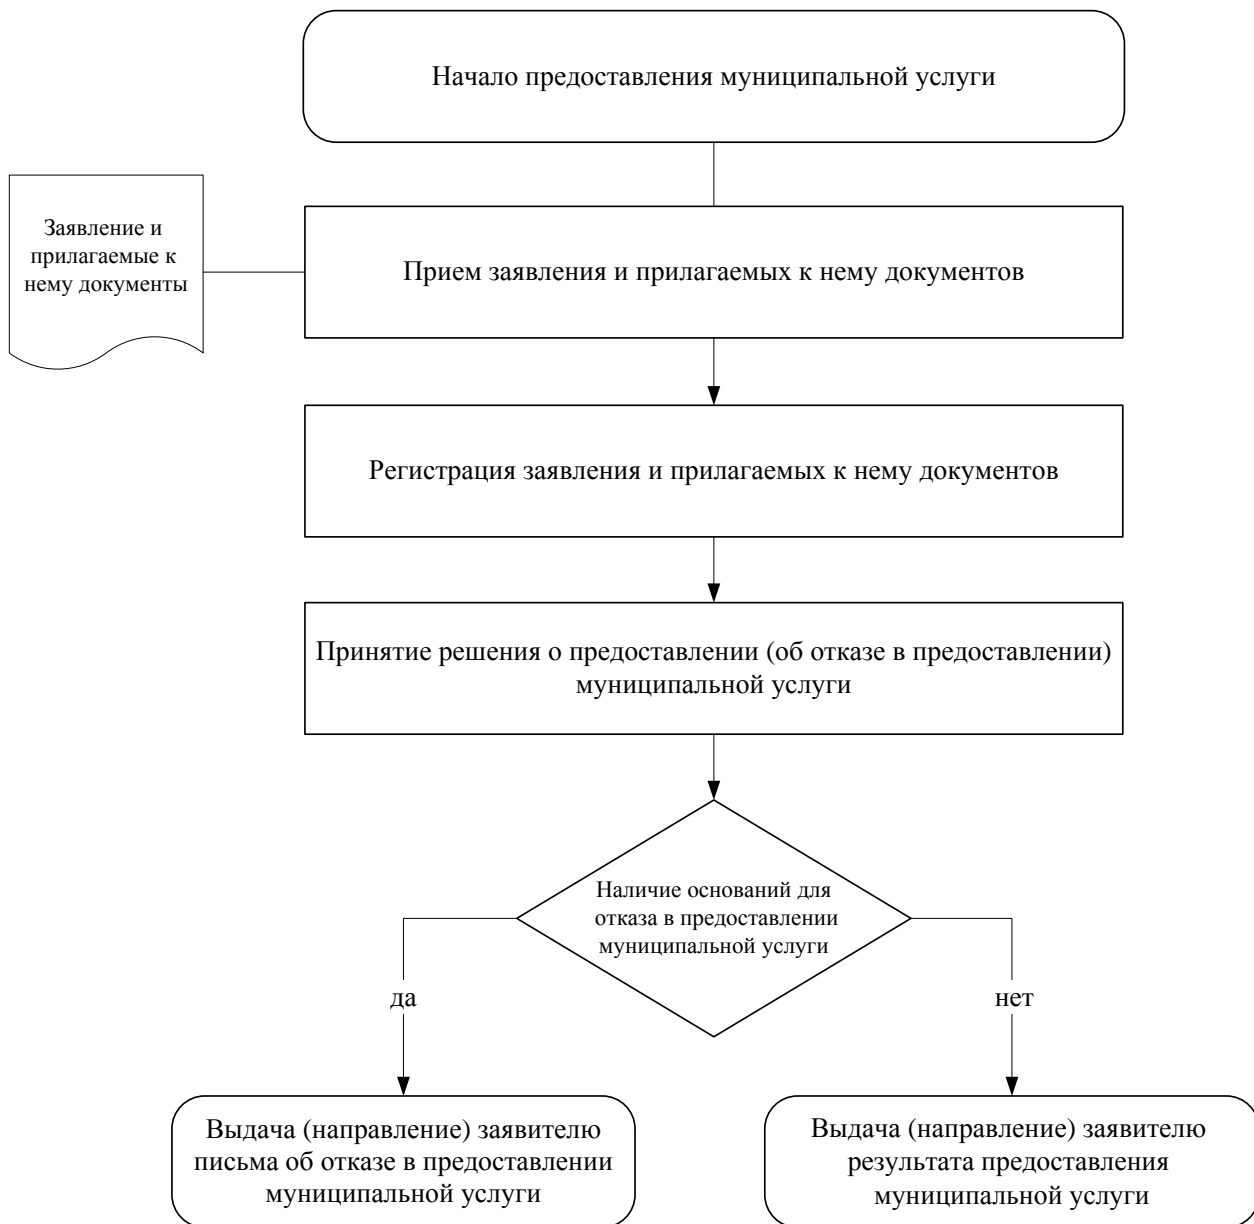 Начало предоставления муниципальной услуги
Заявление и
прилагаемые к
нему документы
Прием заявления и прилагаемых к нему документов
Регистрация заявления и прилагаемых к нему документов
Принятие решения о предоставлении (об отказе в предоставлении)
муниципальной услуги
Наличие оснований для
отказа в предоставлении
муниципальной услуги
да
нет
Выдача (направление) заявителю
письма об отказе в предоставлении
муниципальной услуги
Выдача (направление) заявителю
результата предоставления
муниципальной услуги